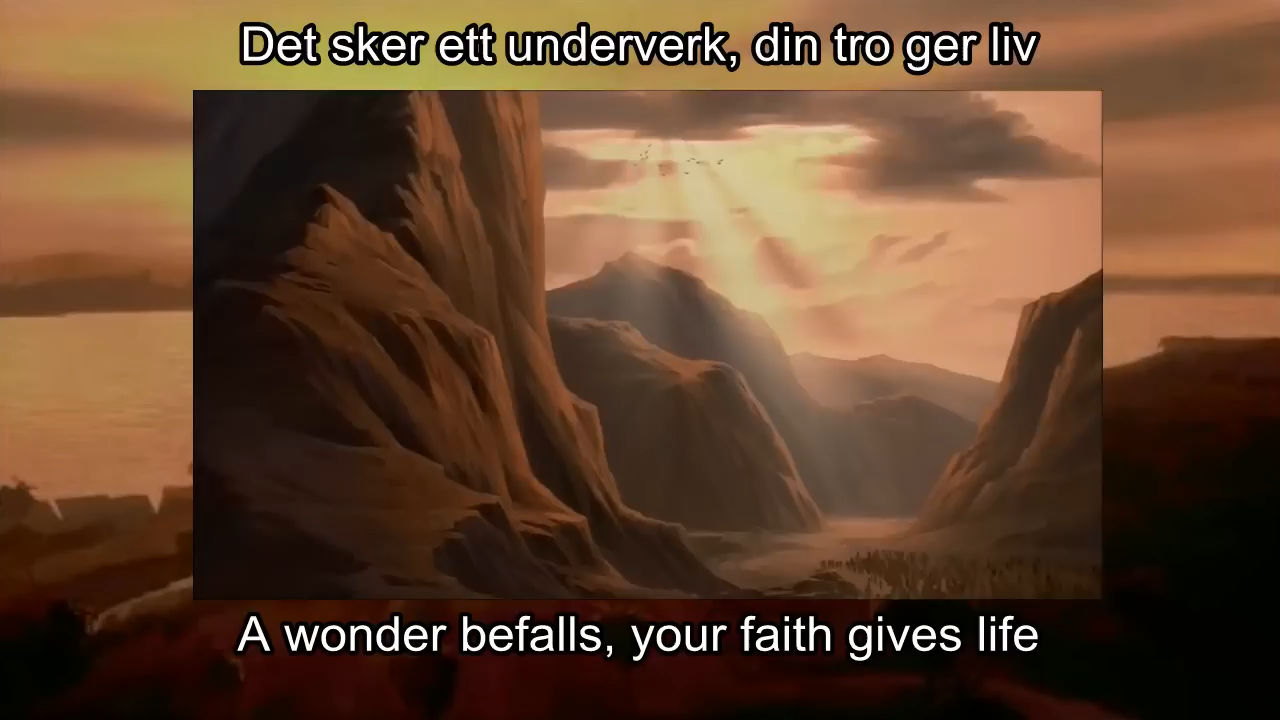 Det sker ett underverk, din tro ger liv
A wonder befalls, your faith gives life